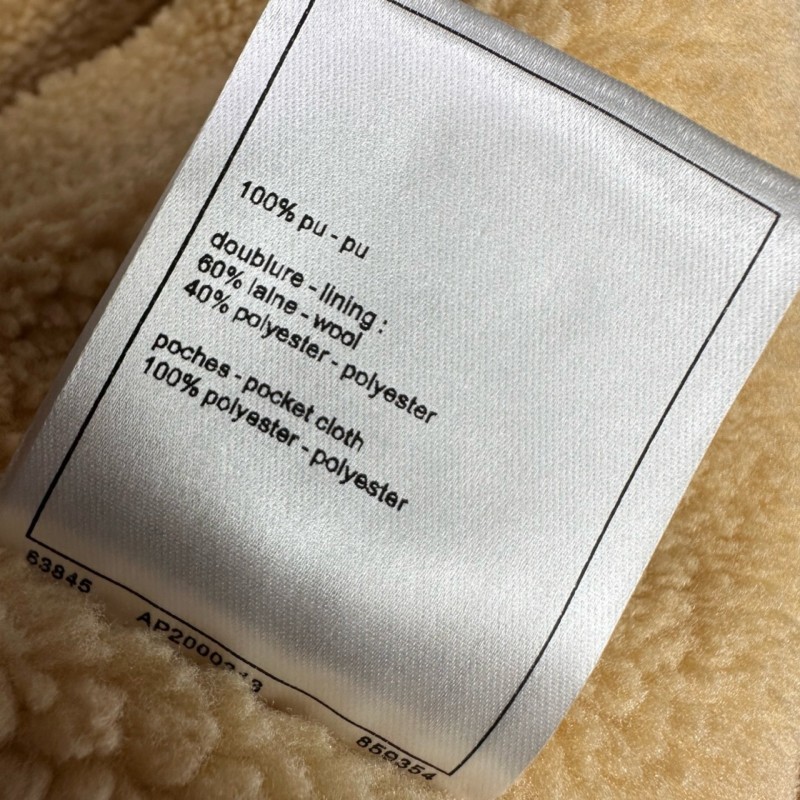 100% pu - pu
doublure - lining :
60% laine - wool
40% polyester - polyester
poches - pocket cloth
100% polyester - polyester
63845
859354